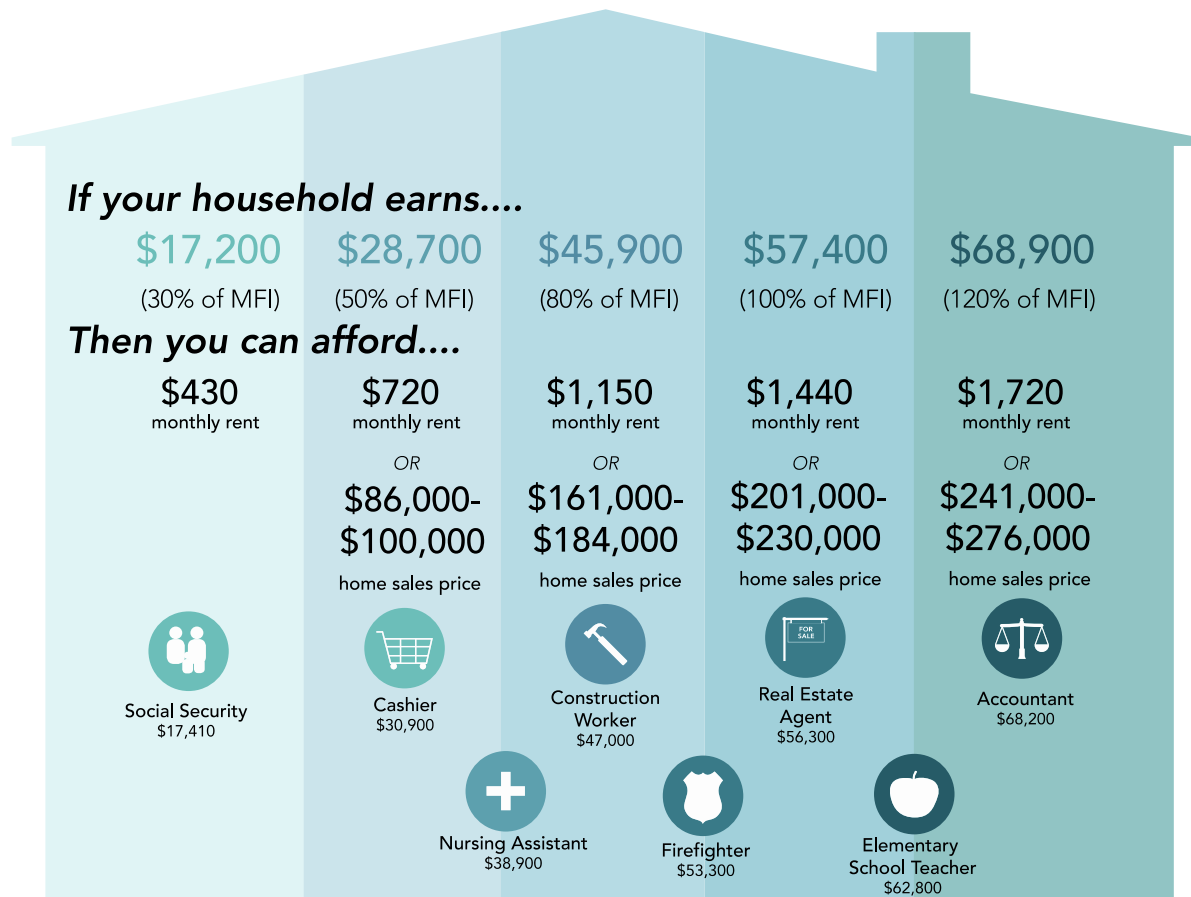 If your household earns....
$17,200 $28,700 $45,900 $57,400 $68,900
(30% of MFI) (50% of MFI) (80% of MFI) (100% of MFI) (120% of MFI)
Then you can afford....
$430 $720 $1,150 $1,440 $1,720
monthly rent monthly rent monthly rent monthly rent monthly rent
OR OR OR OR
$86,000- $161,000- $201,000- $241,000-
$100,000 $184,000 $230,000 $276,000
home sales price home sales price home sales price home sales price
FOR
SALE
Social Security
$17,410
Cashier
$30,900
Construction
Worker
$47,000
Real Estate
Agent
$56,300
Accountant
$68,200
Nursing Assistant
$38,900
Firefighter
$53,300
Elementary
School Teacher
$62,800